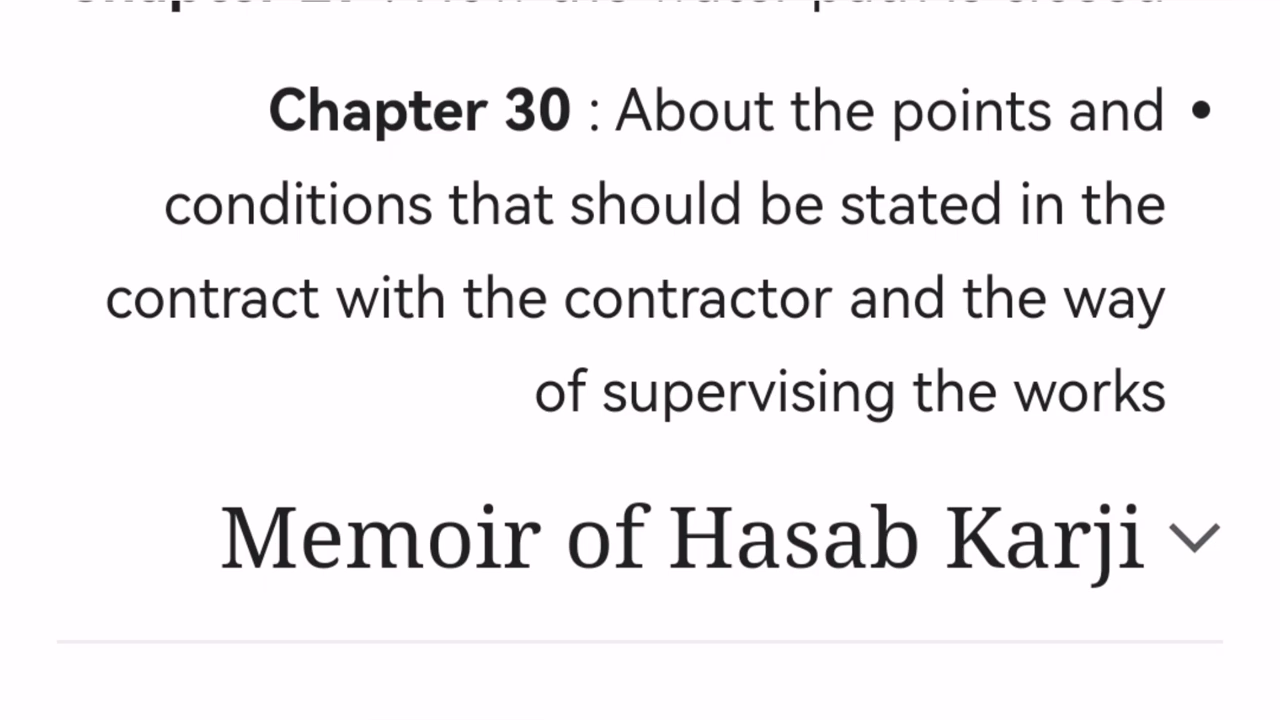 Chapter 30 : About the points and •
conditions that should be stated in the
contract with the contractor and the way
of supervising the works
Memoir of Hasab Karji